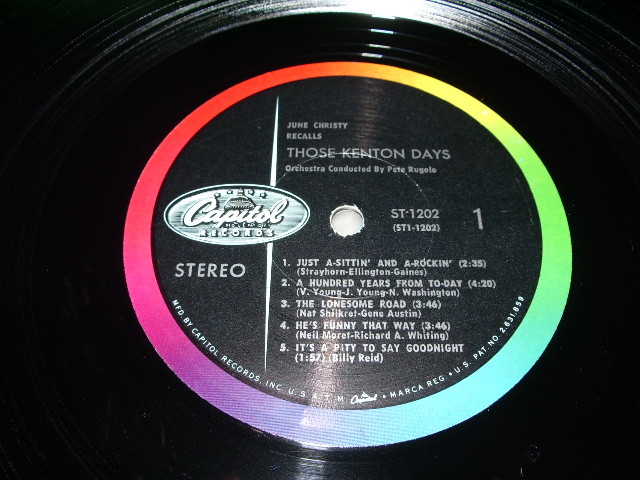 JUNE CHRISTY
RECALLS
THOSE KENTON DAYS
Orchestra Conducted By Pete Rugolo
Capitol
RECORDS
ST-1202
(ST1-1202)
1
STEREO
1. JUST A-SITTIN' AND A-ROCKIN' (2:35)
(Strayhorn-Ellington-Gaines)
2. A HUNDRED YEARS FROM TO-DAY (4:20)
(V. Young-J. Young-N. Washington)
3. THE LONESOME ROAD (3:46)
(Nat Shilkret-Gene Austin)
4. HE'S FUNNY THAT WAY (3:46)
(Neil Moret-Richard A. Whiting)
5. IT'S A PITY TO SAY GOODNIGHT
(1:57) (Billy Reid)
MFD. BY CAPITOL RECORDS, INC. U.S.A. T.M. Capitol MARCA REG. • U.S. PAT. NO. 2,631,859